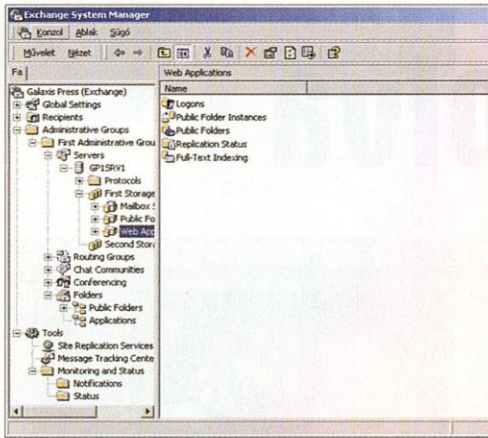 Exchange System Manager
Konzol Ablak Súgó
Művelet Nézet
Fa
Galaxis Press (Exchange)
Global Settings
Recipients
Administrative Groups
First Administrative Grou
Servers
GP1SRV1
Protocols
First Storage
Mailbox S
Public Fo
Web App
Second Stora
Routing Groups
Chat Communities
Conferencing
Folders
Public Folders
Applications
Tools
Site Replication Services
Message Tracking Cente
Monitoring and Status
Notifications
Status
Web Applications
Name
Logons
Public Folder Instances
Public Folders
Replication Status
Full-Text Indexing